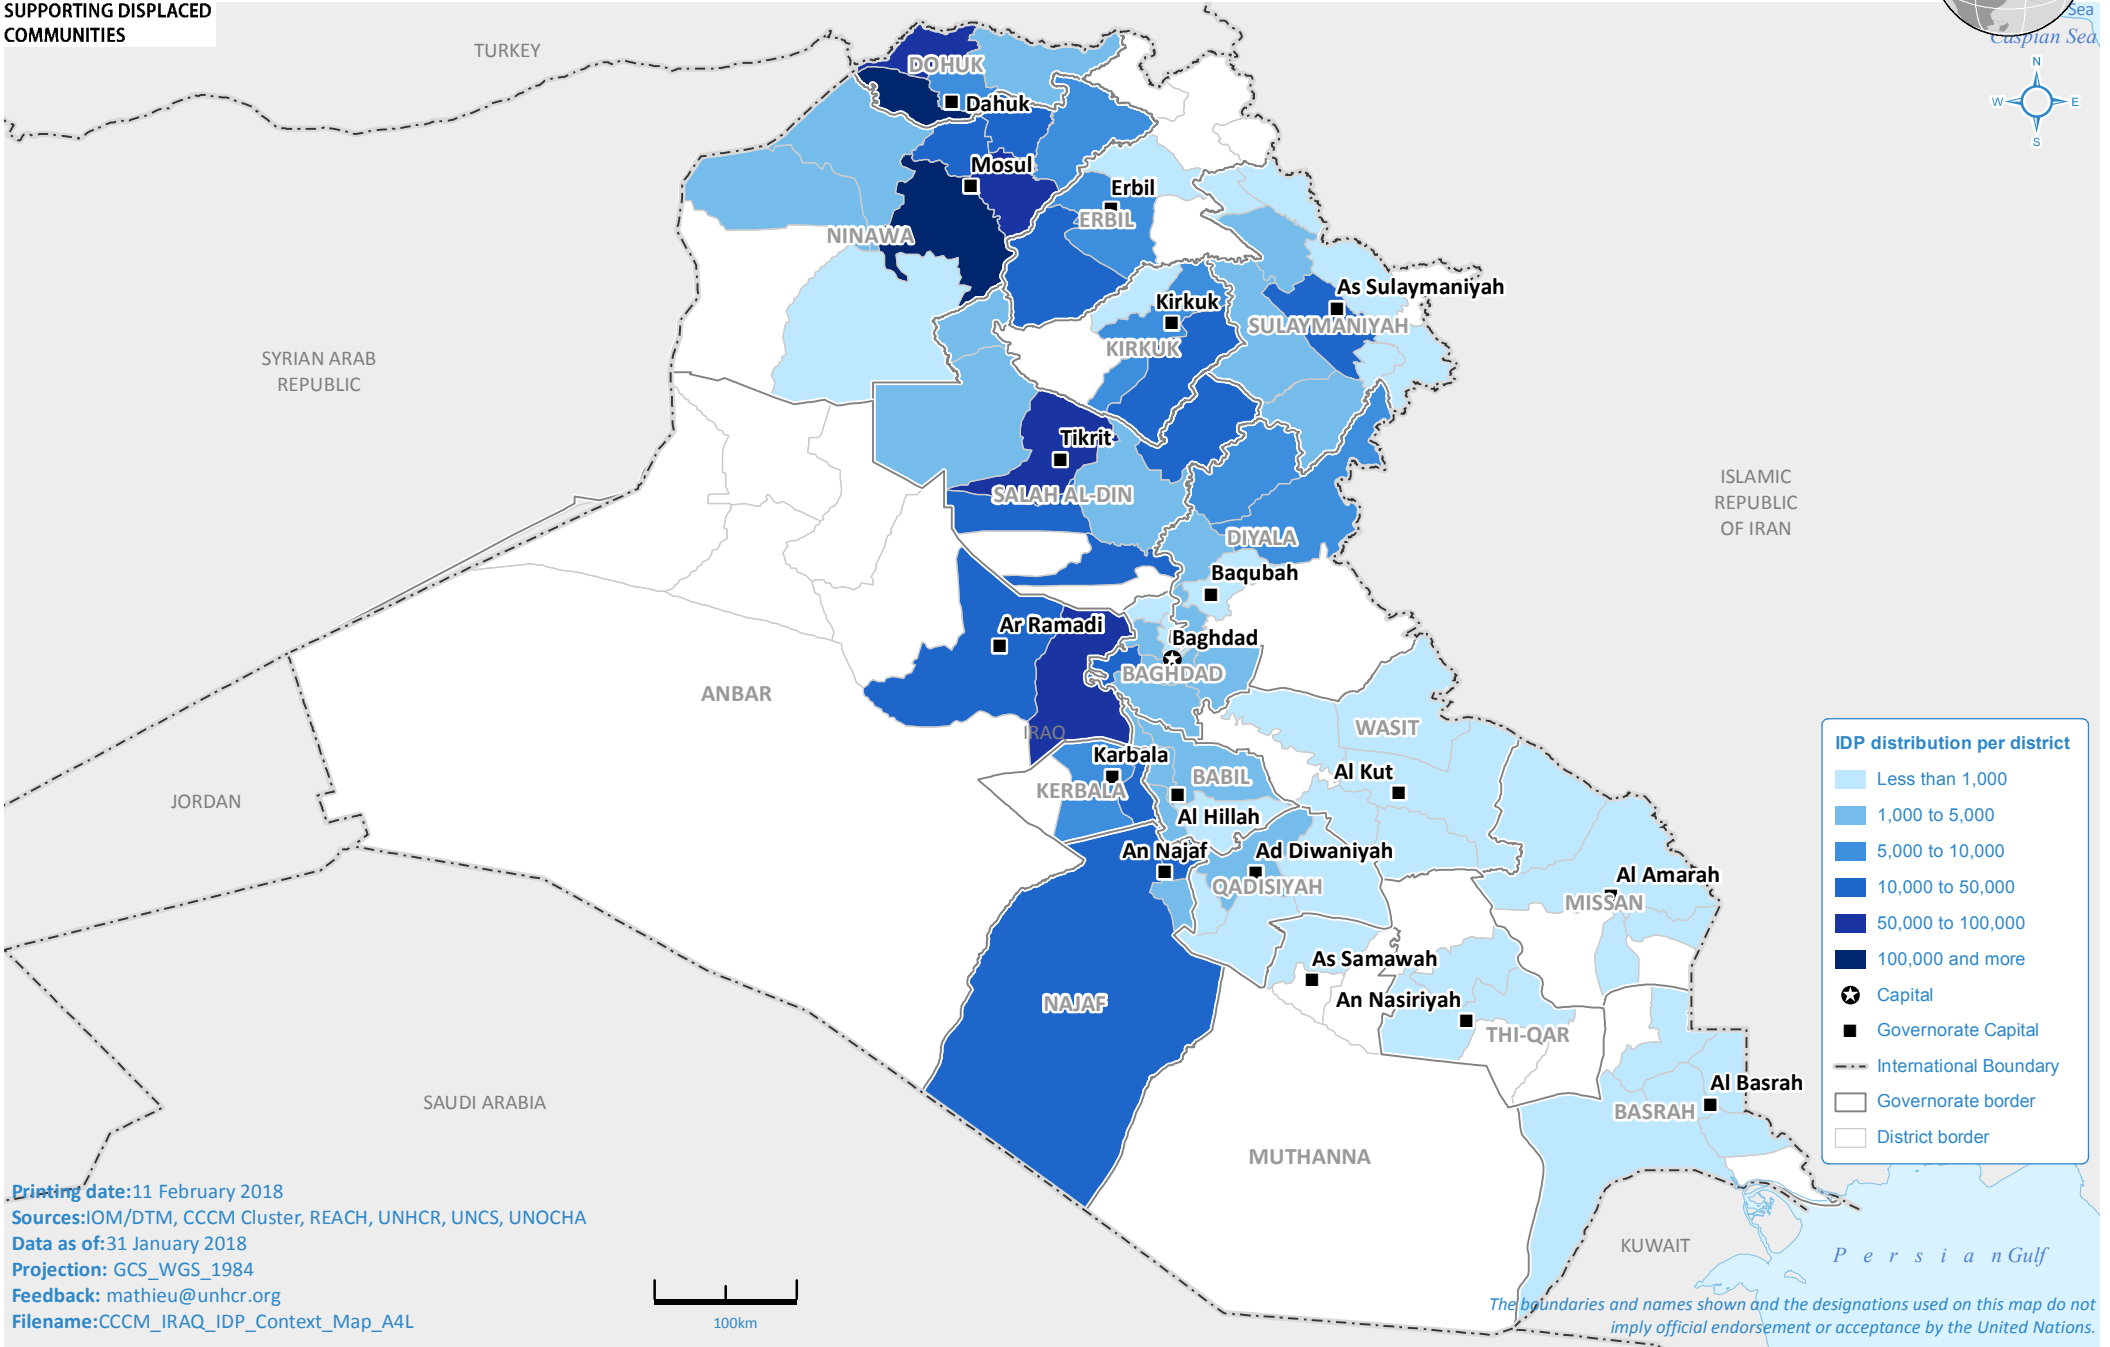 SUPPORTING DISPLACED
COMMUNITIES
Sea
Caspian Sea
N
W
E
S
TURKEY
DOHUK
Dahuk
Mosul
Erbil
ERBIL
NINAWA
As Sulaymaniyah
Kirkuk
SULAYMANIYAH
KIRKUK
SYRIAN ARAB
REPUBLIC
Tikrit
SALAH AL-DIN
ISLAMIC
REPUBLIC
OF IRAN
DIYALA
Baqubah
Ar Ramadi
Baghdad
BAGHDAD
ANBAR
IRAQ
WASIT
Karbala
KERBALA
BABIL
Al Kut
Al Hillah
JORDAN
An Najaf
Ad Diwaniyah
QADISIYAH
Al Amarah
MISSAN
As Samawah
NAJAF
An Nasiriyah
THI-QAR
Al Basrah
BASRAH
SAUDI ARABIA
MUTHANNA
KUWAIT
Persian Gulf
IDP distribution per district
Less than 1,000
1,000 to 5,000
5,000 to 10,000
10,000 to 50,000
50,000 to 100,000
100,000 and more
Capital
Governorate Capital
International Boundary
Governorate border
District border
Printing date:11 February 2018
Sources:IOM/DTM, CCCM Cluster, REACH, UNHCR, UNCS, UNOCHA
Data as of:31 January 2018
Projection: GCS_WGS_1984
Feedback: mathieu@unhcr.org
Filename:CCCM_IRAQ_IDP_Context_Map_A4L
100km
The boundaries and names shown and the designations used on this map do not
imply official endorsement or acceptance by the United Nations.